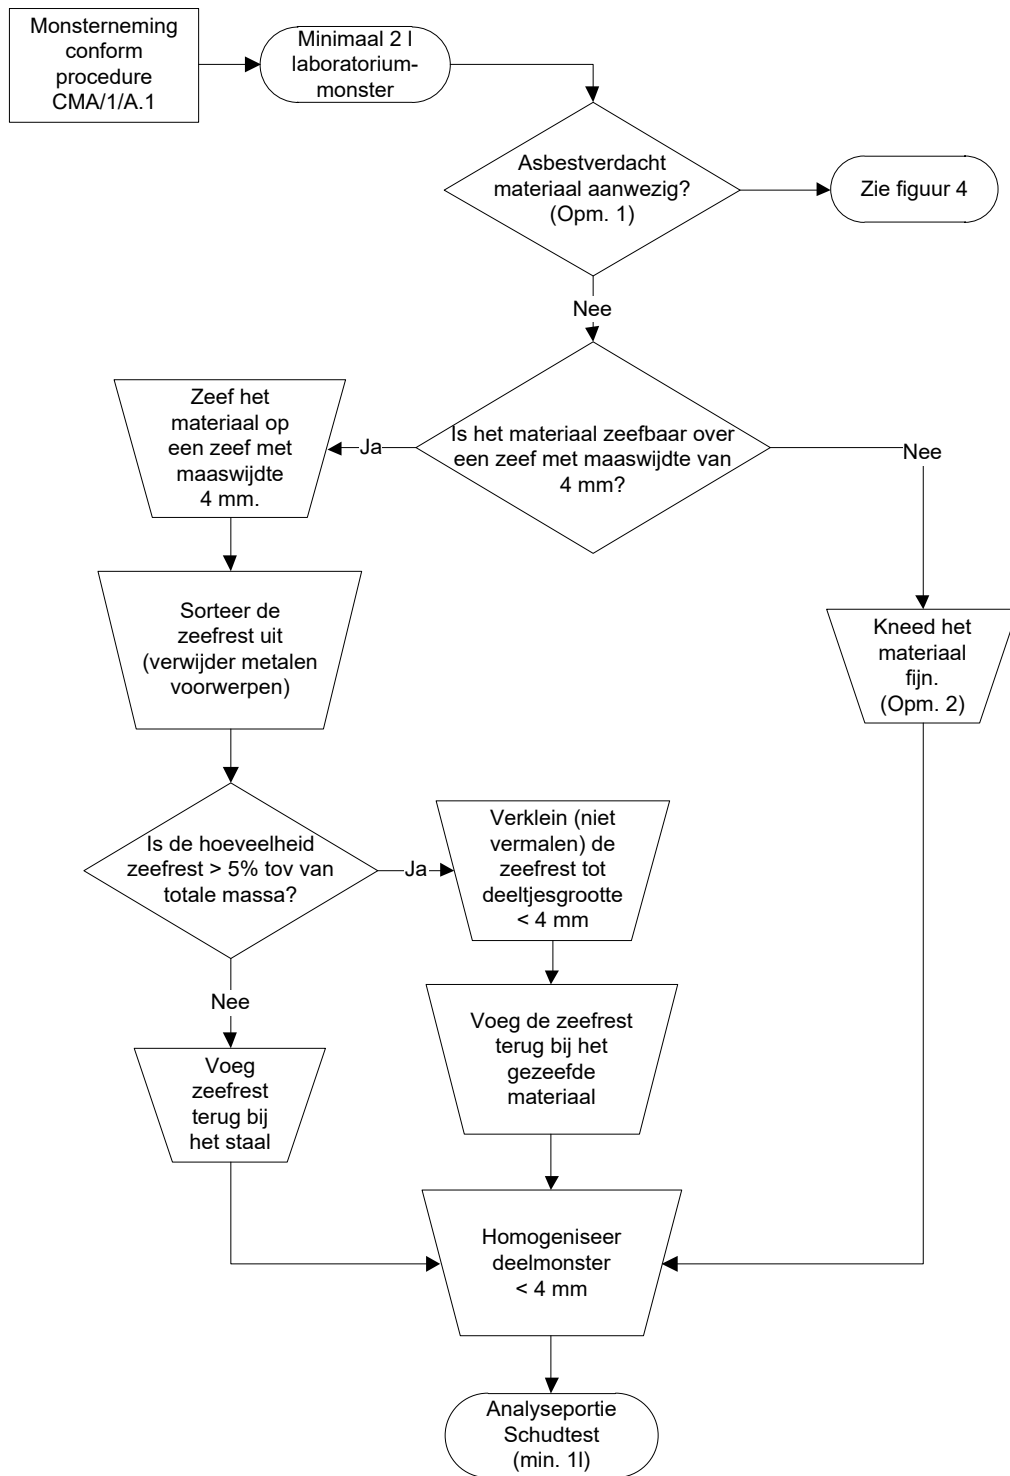 Monsterneming
conform
procedure
CMA/1/A.1
Minimaal 2 l
laboratorium-
monster
Asbestverdacht
materiaal aanwezig?
(Opm. 1)
Zie figuur 4
Nee
Is het materiaal zeefbaar over
een zeef met maaswijdte van
4 mm?
Ja
Nee
Zeef het
materiaal op
een zeef met
maaswijdte
4 mm.
Sorteer de
zeefrest uit
(verwijder metalen
voorwerpen)
Kneed het
materiaal
fijn.
(Opm. 2)
Is de hoeveelheid
zeefrest > 5% tov van
totale massa?
Ja
Verklein (niet
vermalen) de
zeefrest tot
deeltjesgrootte
< 4 mm
Nee
Voeg de zeefrest
terug bij het
gezeefde
materiaal
Voeg
zeefrest
terug bij
het staal
Homogeniseer
deelmonster
< 4 mm
Analyseportie
Schudtest
(min. 1l)